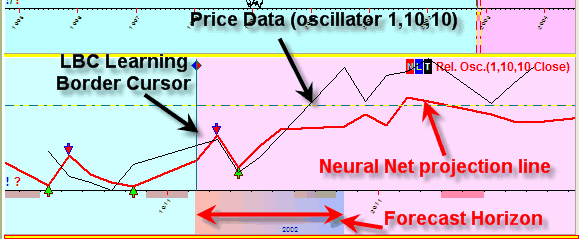 Price Data (oscillator 1,10,10)
LBC Learning
Border Cursor
N L T Rel. Osc.(1,10,10 Close)
Neural Net projection line
! ?
! ?
2011
Forecast Horizon
2002